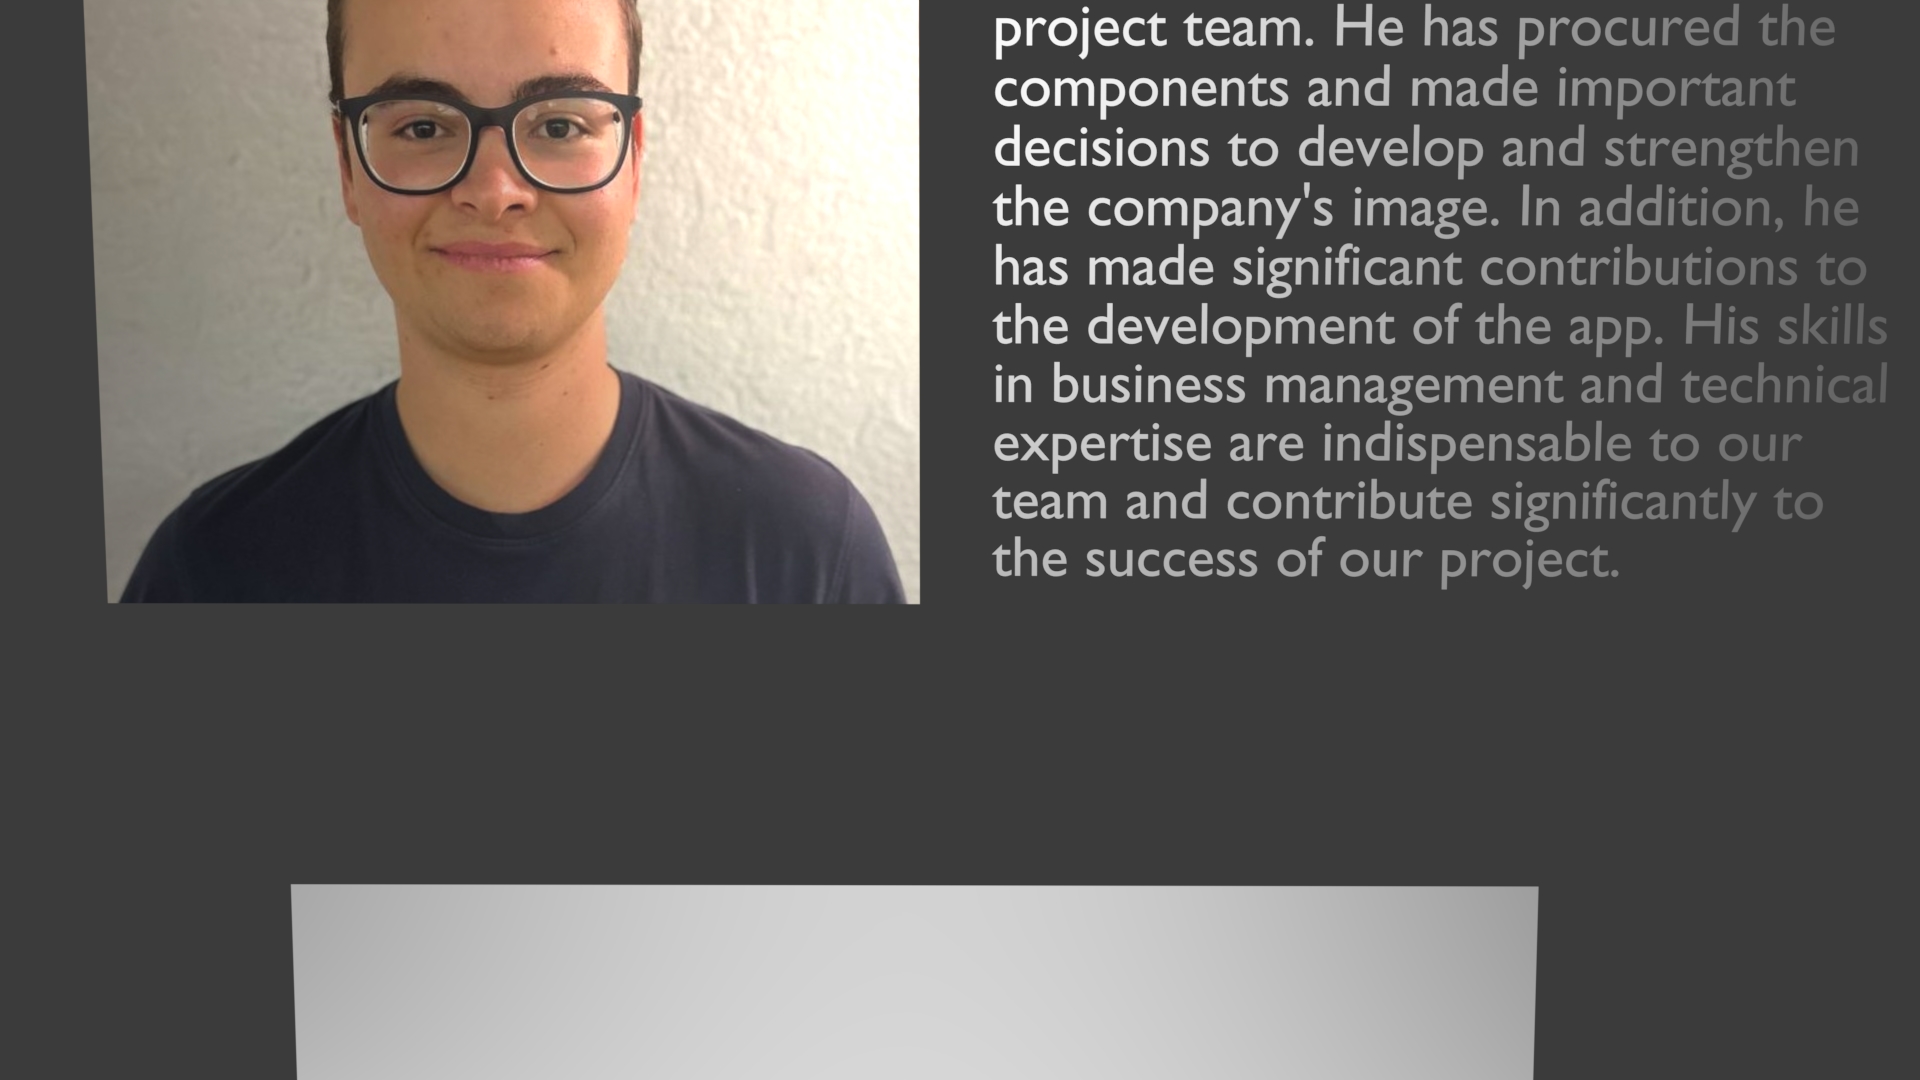 project team. He has procured the
components and made important
decisions to develop and strengthen
the company's image. In addition, he
has made significant contributions to
the development of the app. His skills
in business management and technical
expertise are indispensable to our
team and contribute significantly to
the success of our project.